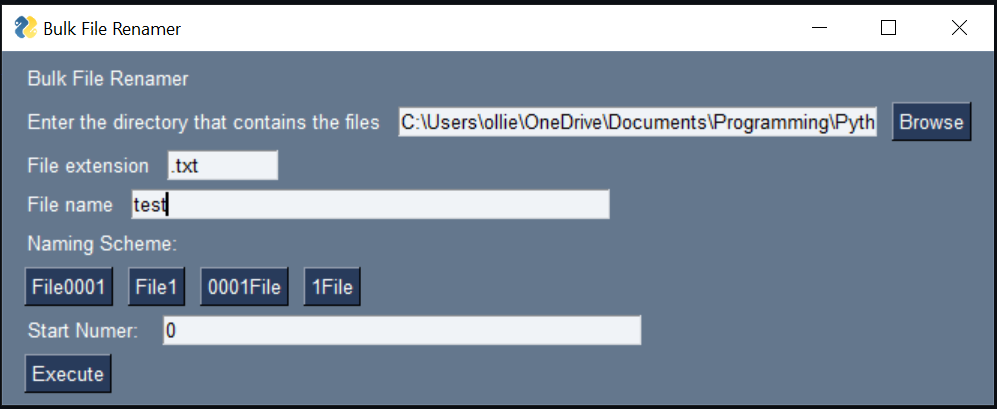 Bulk File Renamer
Bulk File Renamer
Enter the directory that contains the files C:\Users\ollie\OneDrive\Documents\Programming\Pyth Browse
File extension .txt
File name test
Naming Scheme:
File0001 File1 0001File 1File
Start Numer: 0
Execute